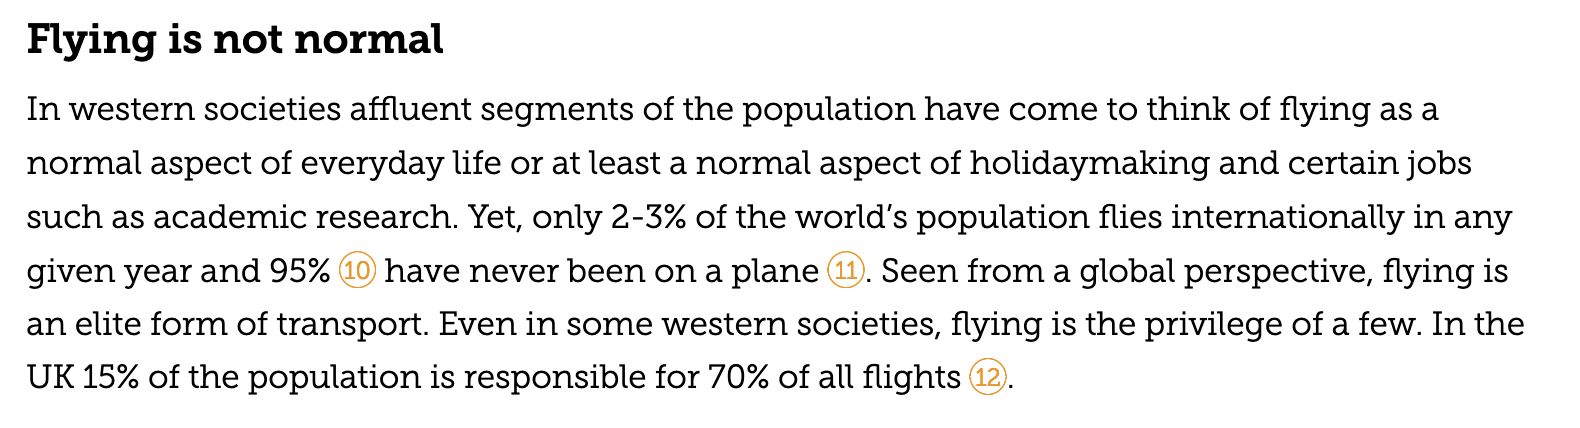 Flying is not normal
In western societies affluent segments of the population have come to think of flying as a
normal aspect of everyday life or at least a normal aspect of holidaymaking and certain jobs
such as academic research. Yet, only 2-3% of the world’s population flies internationally in any
given year and 95% 10 have never been on a plane 11. Seen from a global perspective, flying is
an elite form of transport. Even in some western societies, flying is the privilege of a few. In the
UK 15% of the population is responsible for 70% of all flights 12.